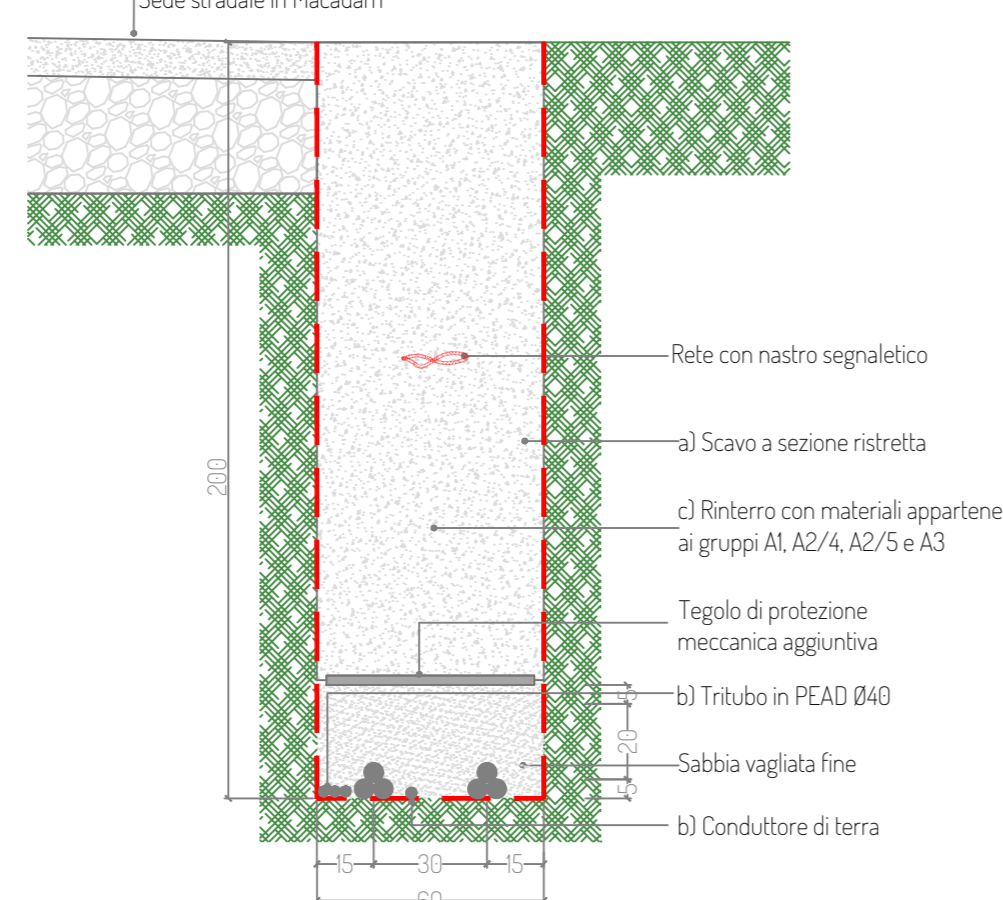 Sede stradale in Macadam
Rete con nastro segnaletico
a) Scavo a sezione ristretta
c) Rinterro con materiali appartene
ai gruppi A1, A2/4, A2/5 e A3
200
Tegolo di protezione
meccanica aggiuntiva
5
b) Tritubo in PEAD Ø40
20
Sabbia vagliata fine
5
b) Conduttore di terra
15 30 15
60